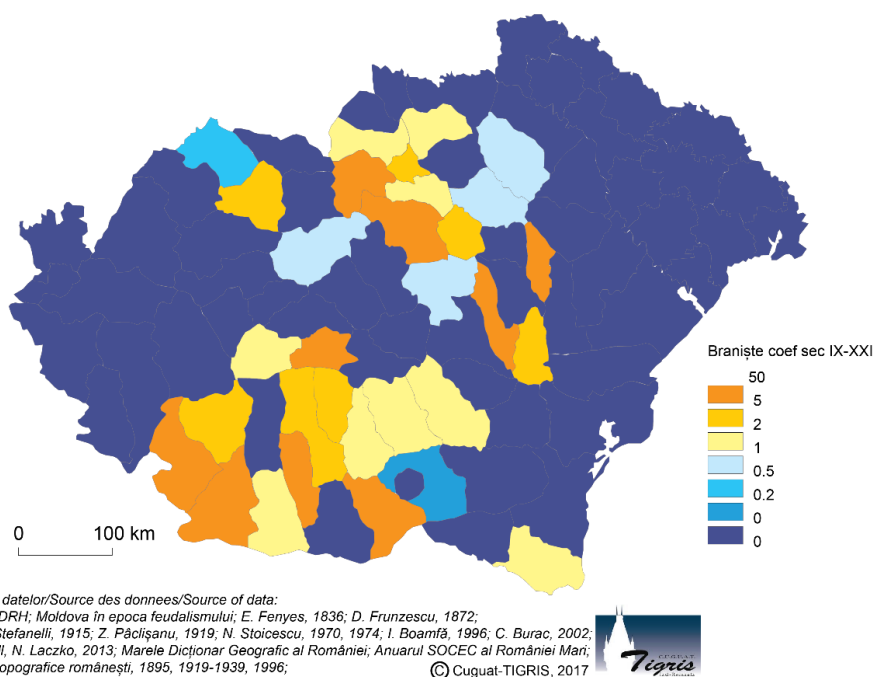 Braniște coef sec IX-XXI
50
5
2
1
0.5
0.2
0
0
0 100 km
datelor/Source des donnees/Source of data:
DRH; Moldova în epoca feudalismului; E. Fenyes, 1836; D. Frunzescu, 1872;
Stefanelli, 1915; Z. Pâclișanu, 1919; N. Stoicescu, 1970, 1974; I. Boamfă, 1996; C. Burac, 2002;
N. Laczko, 2013; Marele Dicționar Geografic al României; Anuarul SOCEC al României Mari;
topografice românești, 1895, 1919-1939, 1996;
© Cuguat-TIGRIS, 2017
CUGUAT
Tigris